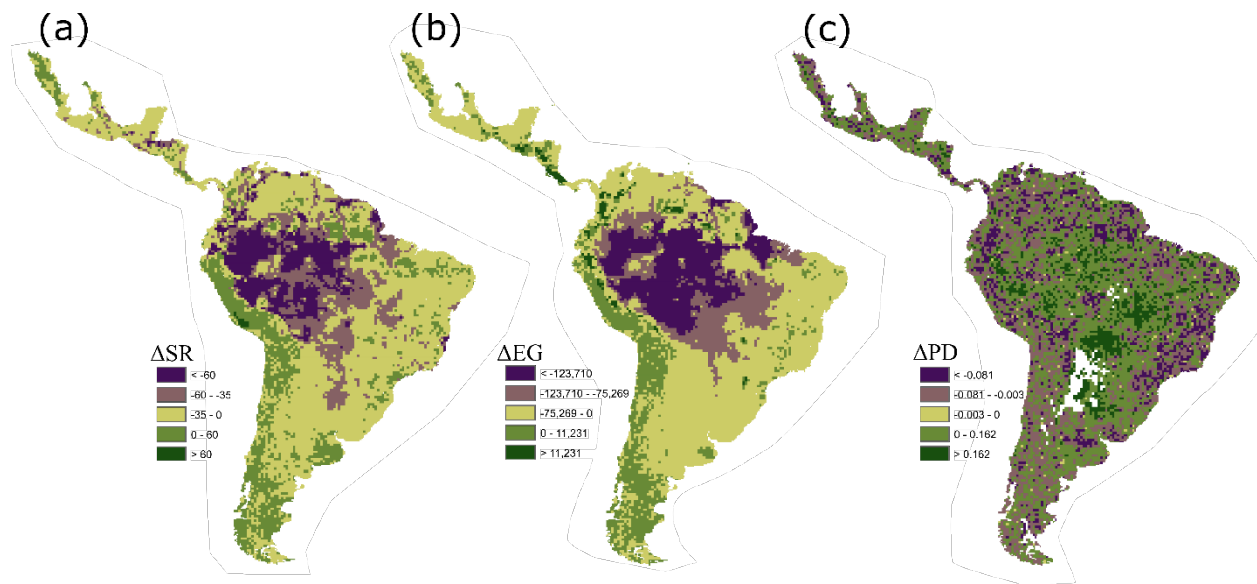 (a)
(b)
(c)
ΔSR
< -60
-60 - -35
-35 - 0
0 - 60
> 60
ΔEG
< -123,710
-123,710 - -75,269
-75,269 - 0
0 - 11,231
> 11,231
ΔPD
< -0.081
-0.081 - -0.003
-0.003 - 0
0 - 0.162
> 0.162